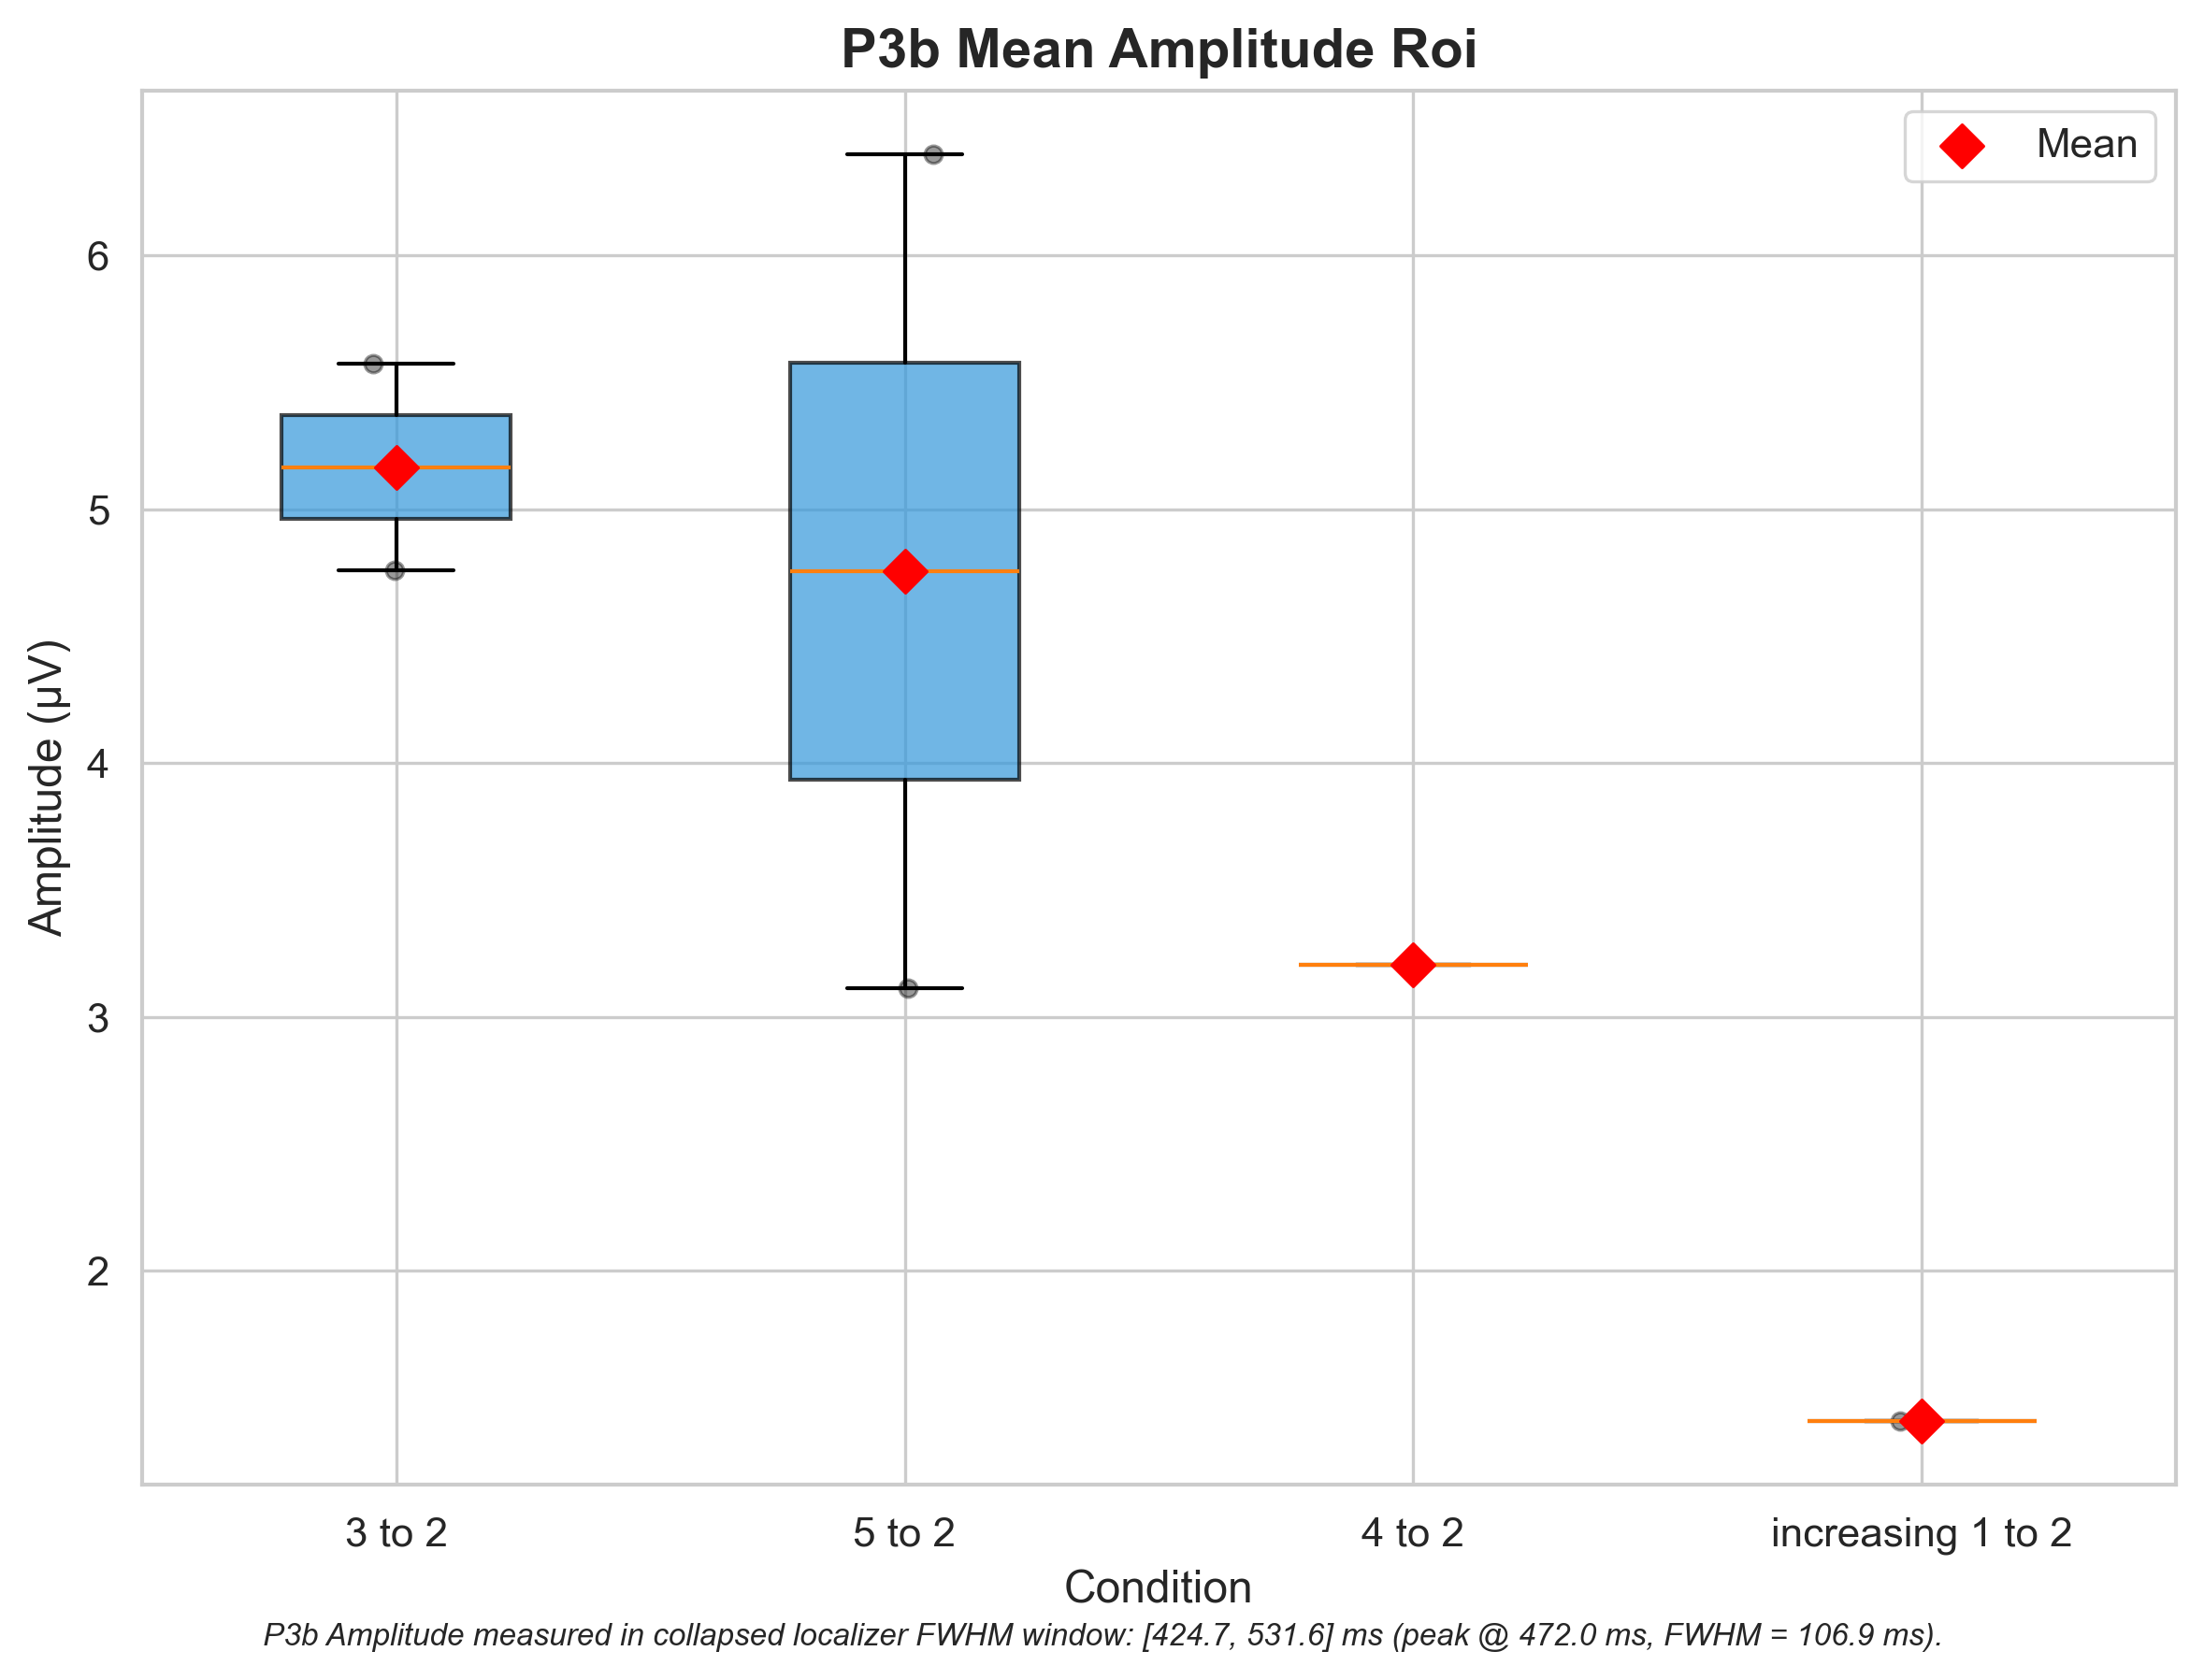 P3b Mean Amplitude Roi
Mean
6
5
4
3
2
Amplitude (µV)
3 to 2
5 to 2
4 to 2
increasing 1 to 2
Condition
P3b Amplitude measured in collapsed localizer FWHM window: [424.7, 531.6] ms (peak @ 472.0 ms, FWHM = 106.9 ms).